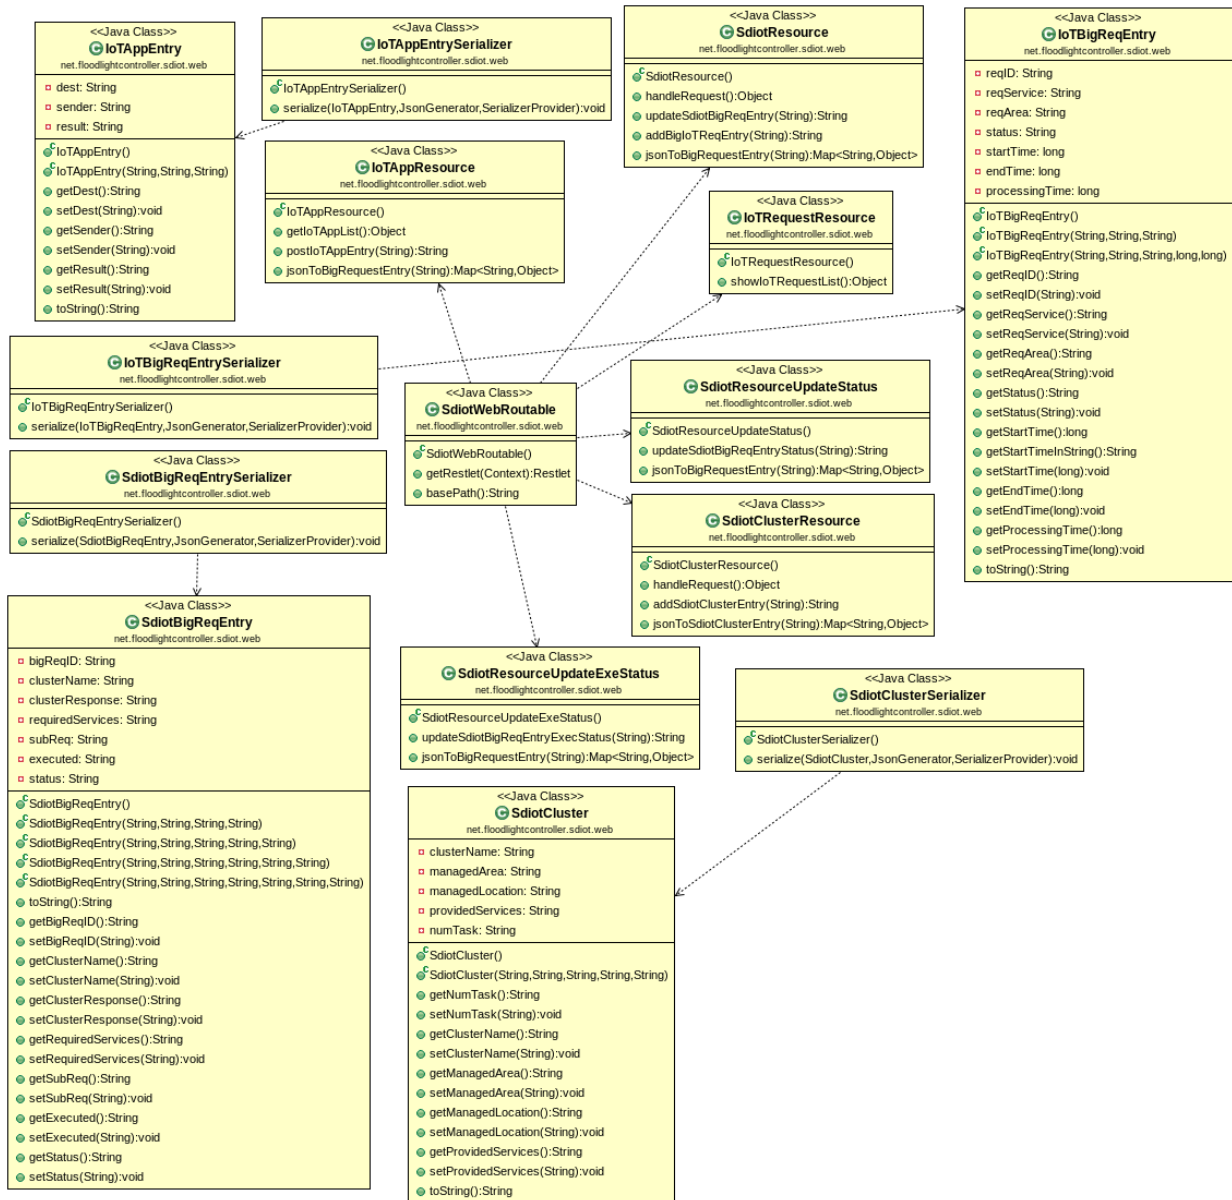 <<Java Class>>
IoTAppEntry
net.floodlightcontroller.sdiot.web
dest: String
sender: String
result: String
IoTAppEntry()
IoTAppEntry(String,String,String)
getDest():String
setDest(String):void
getSender():String
setSender(String):void
getResult():String
setResult(String):void
toString():String
<<Java Class>>
IoTAppEntrySerializer
net.floodlightcontroller.sdiot.web
IoTAppEntrySerializer()
serialize(IoTAppEntry,JsonGenerator,SerializerProvider):void
<<Java Class>>
IoTAppResource
net.floodlightcontroller.sdiot.web
IoTAppResource()
getIoTAppList():Object
postIoTAppEntry(String):String
jsonToBigRequestEntry(String):Map<String,Object>
<<Java Class>>
SdiotResource
net.floodlightcontroller.sdiot.web
SdiotResource()
handleRequest():Object
updateSdiotBigReqEntry(String):String
addBigIoTReqEntry(String):String
jsonToBigRequestEntry(String):Map<String,Object>
<<Java Class>>
IoTRequestResource
net.floodlightcontroller.sdiot.web
IoTRequestResource()
showIoTRequestList():Object
<<Java Class>>
IoTBigReqEntry
net.floodlightcontroller.sdiot.web
reqID: String
reqService: String
reqArea: String
status: String
startTime: long
endTime: long
processingTime: long
IoTBigReqEntry()
IoTBigReqEntry(String,String,String)
IoTBigReqEntry(String,String,String,long,long)
getReqID():String
setReqID(String):void
getReqService():String
setReqService(String):void
getReqArea():String
setReqArea(String):void
getStatus():String
setStatus(String):void
getStartTime():long
getStartTimeInString():String
setStartTime(long):void
getEndTime():long
setEndTime(long):void
getProcessingTime():long
setProcessingTime(long):void
toString():String
<<Java Class>>
IoTBigReqEntrySerializer
net.floodlightcontroller.sdiot.web
IoTBigReqEntrySerializer()
serialize(IoTBigReqEntry,JsonGenerator,SerializerProvider):void
<<Java Class>>
SdiotWebRoutable
net.floodlightcontroller.sdiot.web
SdiotWebRoutable()
getRestlet(Context):Restlet
basePath():String
<<Java Class>>
SdiotResourceUpdateStatus
net.floodlightcontroller.sdiot.web
SdiotResourceUpdateStatus()
updateSdiotBigReqEntryStatus(String):String
jsonToBigRequestEntry(String):Map<String,Object>
<<Java Class>>
SdiotBigReqEntrySerializer
net.floodlightcontroller.sdiot.web
SdiotBigReqEntrySerializer()
serialize(SdiotBigReqEntry,JsonGenerator,SerializerProvider):void
<<Java Class>>
SdiotClusterResource
net.floodlightcontroller.sdiot.web
SdiotClusterResource()
handleRequest():Object
addSdiotClusterEntry(String):String
jsonToSdiotClusterEntry(String):Map<String,Object>
<<Java Class>>
SdiotBigReqEntry
net.floodlightcontroller.sdiot.web
bigReqID: String
clusterName: String
clusterResponse: String
requiredServices: String
subReq: String
executed: String
status: String
SdiotBigReqEntry()
SdiotBigReqEntry(String,String,String,String)
SdiotBigReqEntry(String,String,String,String,String)
SdiotBigReqEntry(String,String,String,String,String,String)
SdiotBigReqEntry(String,String,String,String,String,String,String)
toString():String
getBigReqID():String
setBigReqID(String):void
getClusterName():String
setClusterName(String):void
getClusterResponse():String
setClusterResponse(String):void
getRequiredServices():String
setRequiredServices(String):void
getSubReq():String
setSubReq(String):void
getExecuted():String
setExecuted(String):void
getStatus():String
setStatus(String):void
<<Java Class>>
SdiotResourceUpdateExeStatus
net.floodlightcontroller.sdiot.web
SdiotResourceUpdateExeStatus()
updateSdiotBigReqEntryExecStatus(String):String
jsonToBigRequestEntry(String):Map<String,Object>
<<Java Class>>
SdiotClusterSerializer
net.floodlightcontroller.sdiot.web
SdiotClusterSerializer()
serialize(SdiotCluster,JsonGenerator,SerializerProvider):void
<<Java Class>>
SdiotCluster
net.floodlightcontroller.sdiot.web
clusterName: String
managedArea: String
managedLocation: String
providedServices: String
numTask: String
SdiotCluster()
SdiotCluster(String,String,String,String,String)
getNumTask():String
setNumTask(String):void
getClusterName():String
setClusterName(String):void
getManagedArea():String
setManagedArea(String):void
getManagedLocation():String
setManagedLocation(String):void
getProvidedServices():String
setProvidedServices(String):void
toString():String